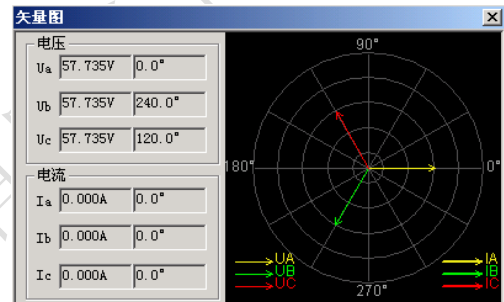 矢量图
电压
Ua 57.735V 0.0°
Ub 57.735V 240.0°
Uc 57.735V 120.0°
电流
Ia 0.000A 0.0°
Ib 0.000A 0.0°
Ic 0.000A 0.0°
90°
180°
0°
270°
UA
UB
UC
IA
IB
IC